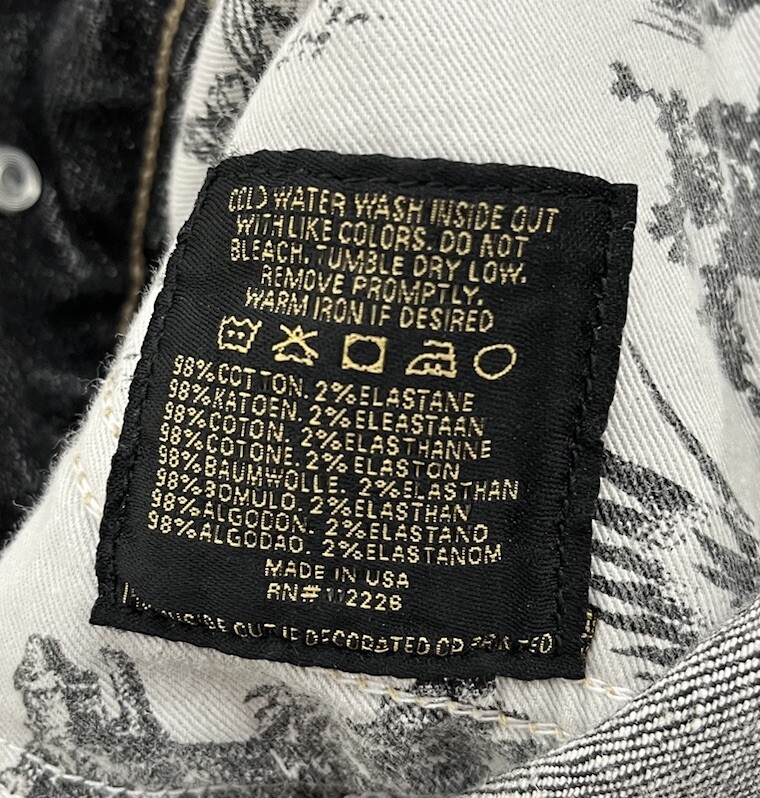 COLD WATER WASH INSIDE OUT
WITH LIKE COLORS. DO NOT
BLEACH. TUMBLE DRY LOW.
REMOVE PROMPTLY.
WARM IRON IF DESIRED
98%COTTON. 2%ELASTANE
98%KATOEN. 2%ELEASTAAN
98%COTON. 2%ELASTHANNE
98%COTONE. 2%ELASTON
98%BAUMWOLLE. 2%ELASTHAN
98%BOMULO. 2%ELASTHAN
98%ALGODON. 2%ELASTANO
98%ALGODAO. 2%ELASTANOM
MADE IN USA
RN# 112226
INSIDE OUT IF DECORATED OR PRINTED